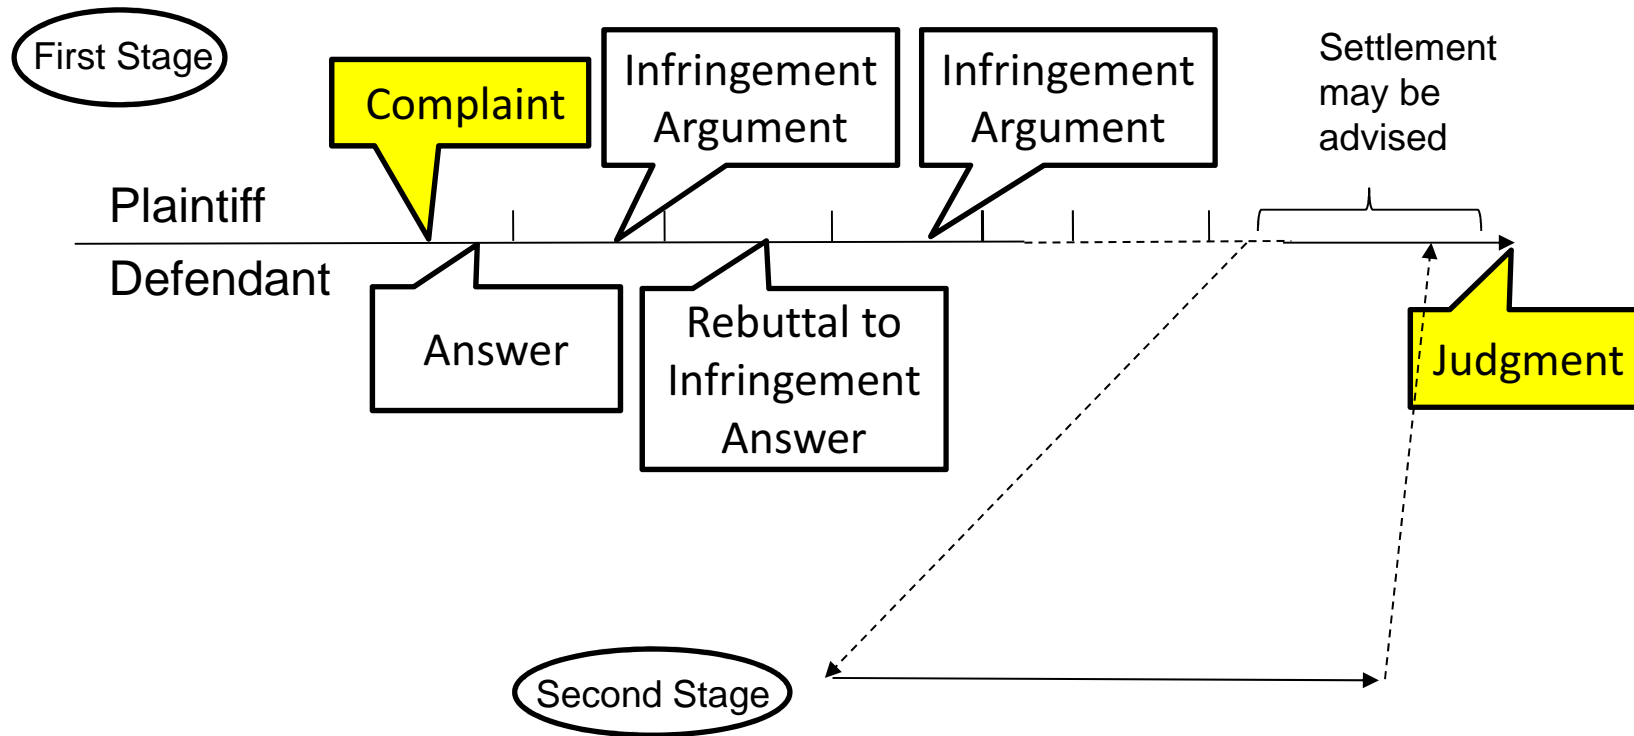 First Stage
Complaint
Infringement
Argument
Infringement
Argument
Settlement
may be
advised
Plaintiff
Defendant
Answer
Rebuttal to
Infringement
Answer
Judgment
Second Stage